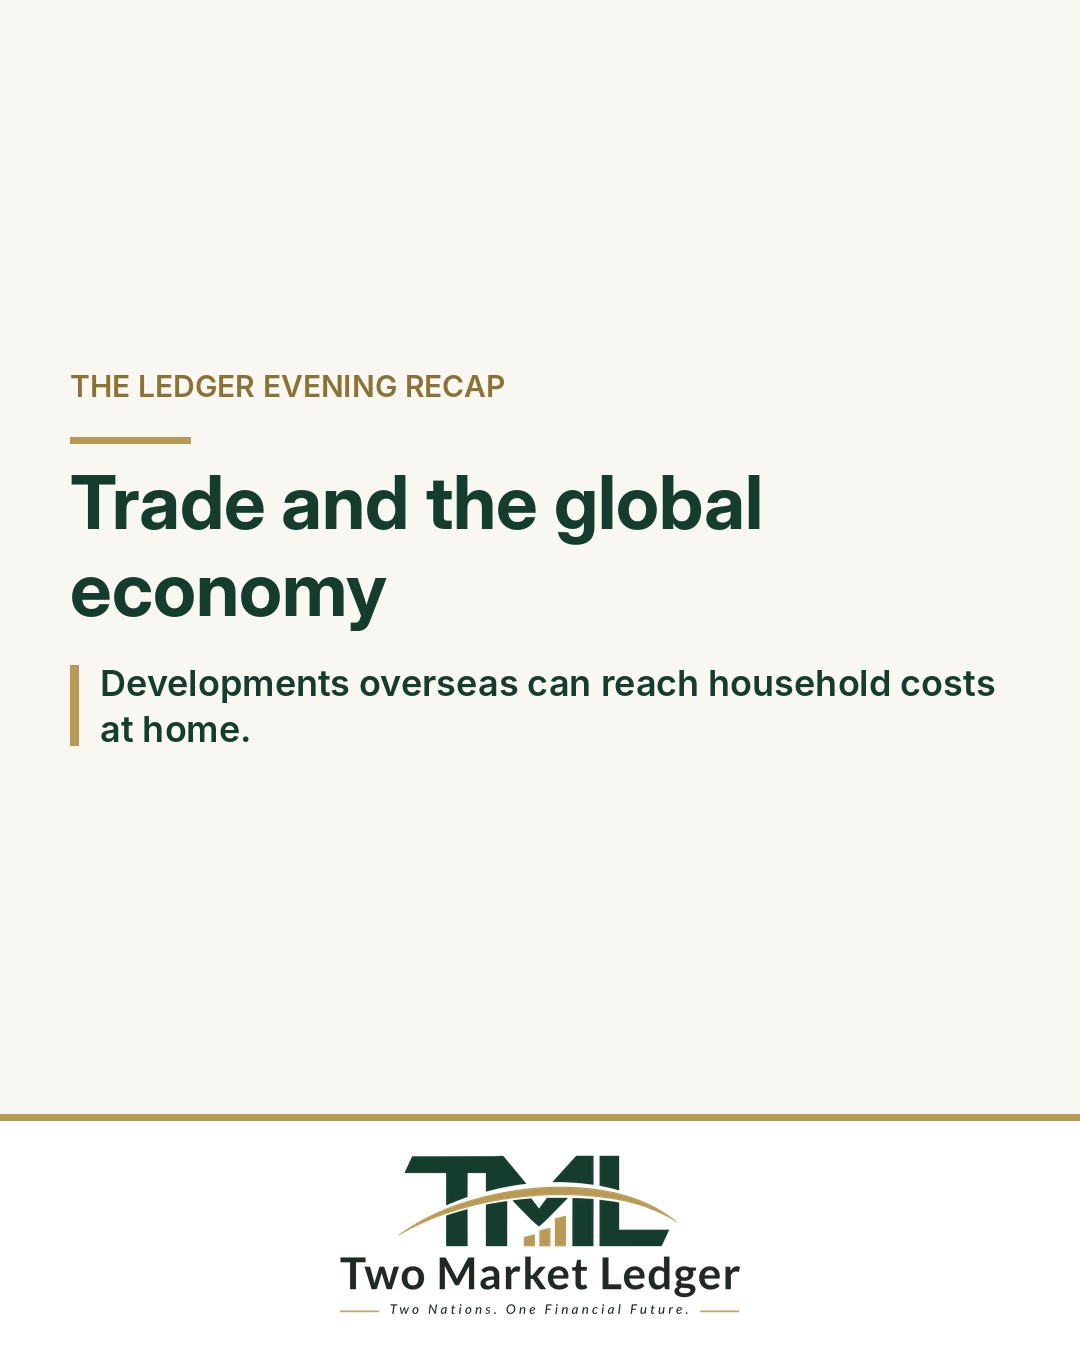 THE LEDGER EVENING RECAP
Trade and the global
economy
Developments overseas can reach household costs
at home.
TML
Two Market Ledger
Two Nations. One Financial Future.